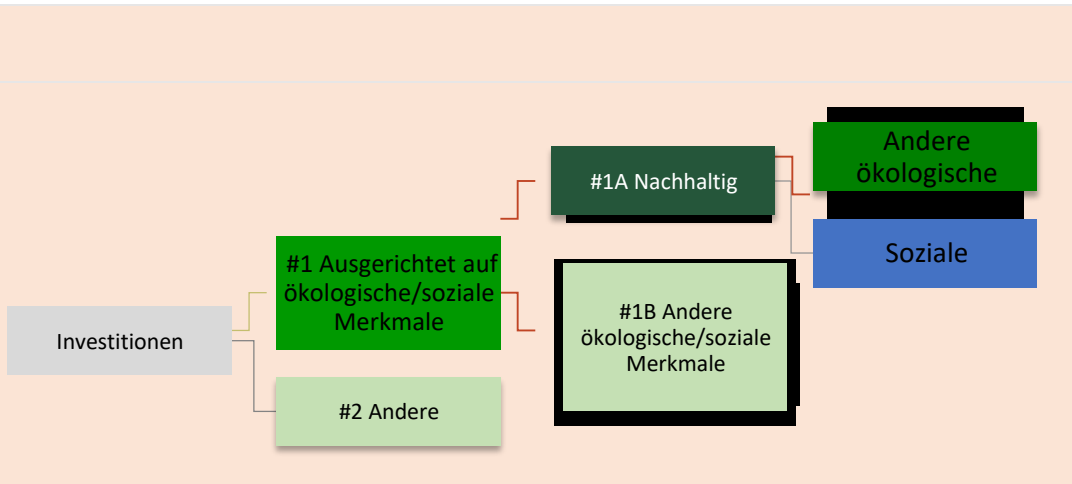 Investitionen
#1 Ausgerichtet auf
ökologische/soziale
Merkmale
#2 Andere
#1A Nachhaltig
#1B Andere
ökologische/soziale
Merkmale
Andere
ökologische
Soziale